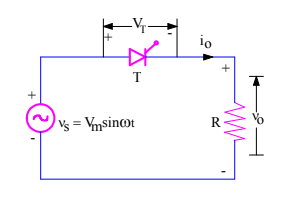 V_T
+ -
i_o
T
+
+
v_s = V_m sinωt
R
v_o
-
-